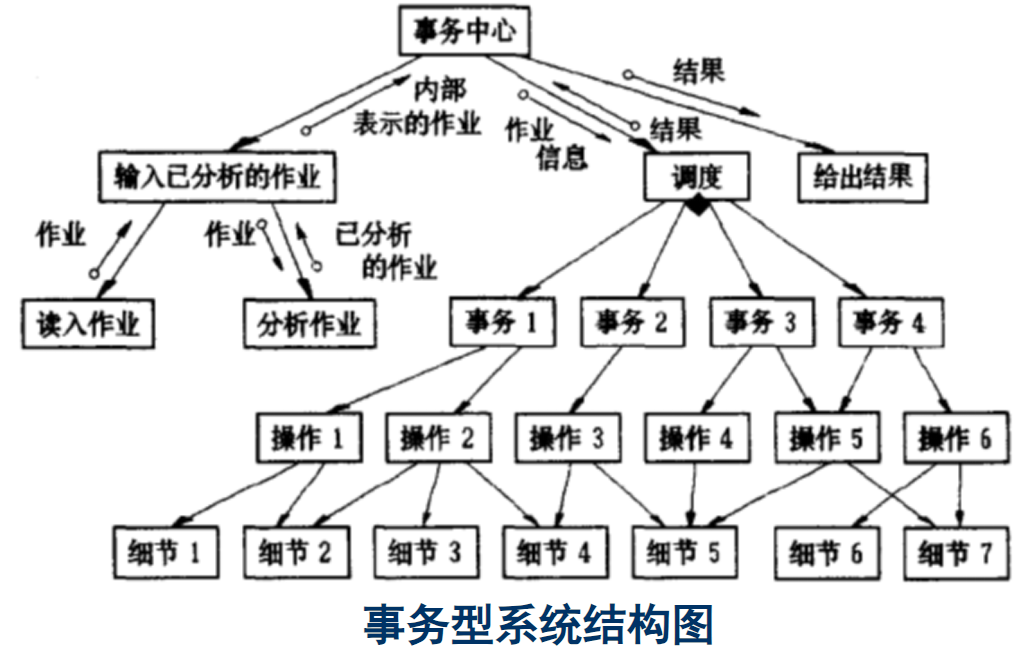 事务中心
结果
内部
表示的作业
作业
信息
结果
输入已分析的作业
调度
给出结果
作业
作业
已分析
的作业
读入作业
分析作业
事务1
事务2
事务3
事务4
操作1
操作2
操作3
操作4
操作5
操作6
细节1
细节2
细节3
细节4
细节5
细节6
细节7
事务型系统结构图